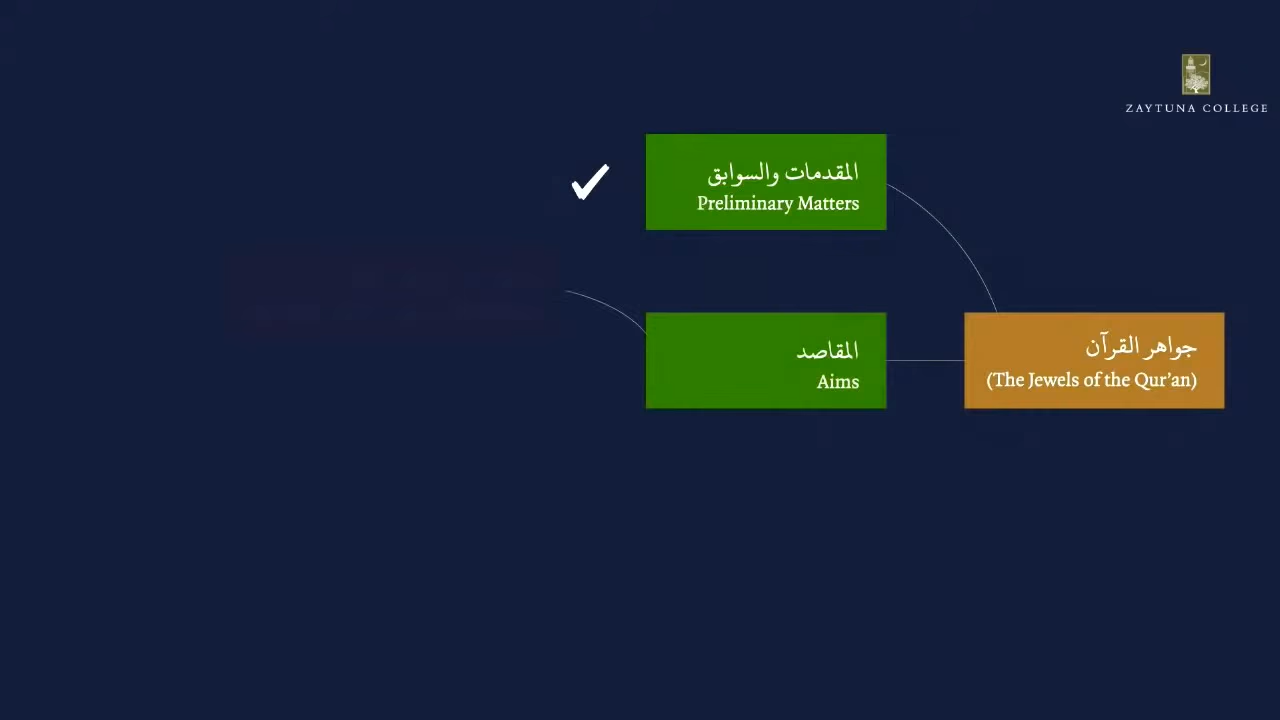 ZAYTUNA COLLEGE
المقدمات والسوابق
Preliminary Matters
جواهر القرآن
(The Jewels of the Qur’an)
المقاصد
Aims